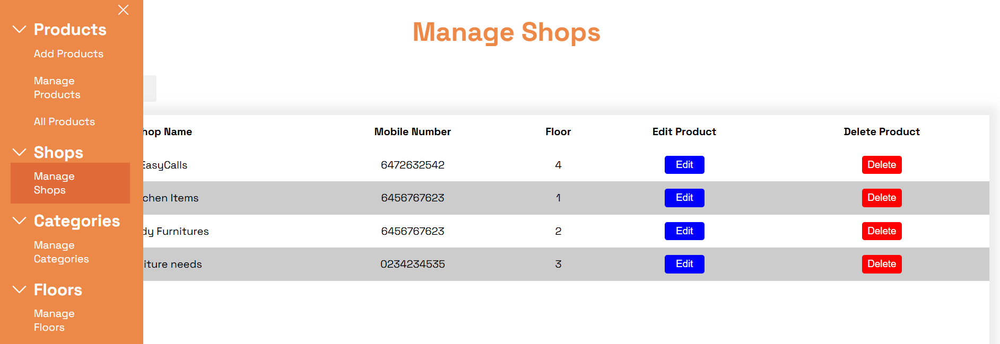 Products
Add Products
Manage
Products
All Products
Shops
Manage
Shops
Categories
Manage
Categories
Floors
Manage
Floors
Manage Shops
hop Name Mobile Number Floor Edit Product Delete Product
EasyCalls 6472632542 4 Edit Delete
chen Items 6456767623 1 Edit Delete
dy Furnitures 6456767623 2 Edit Delete
iture needs 0234234535 3 Edit Delete